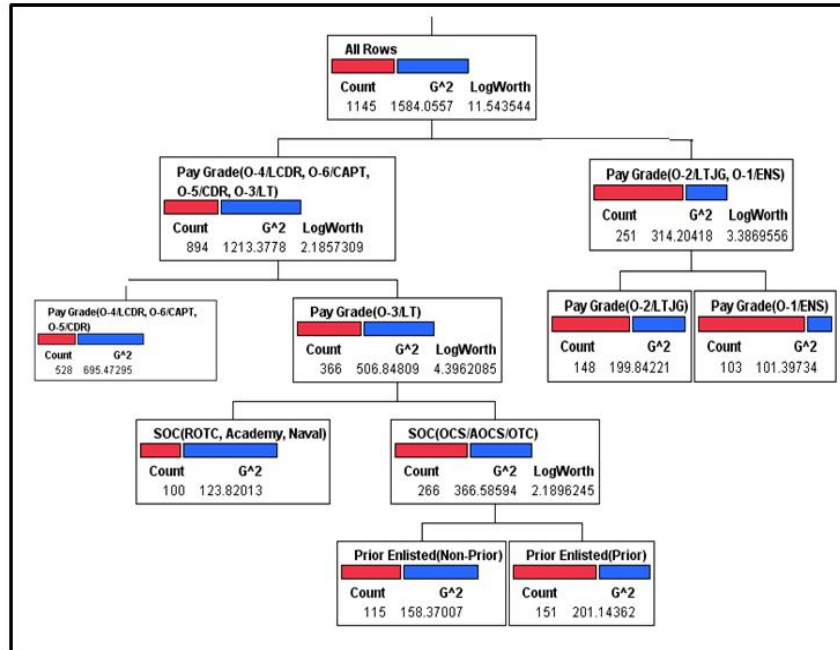 All Rows
Count G^2 LogWorth
1145 1584.0557 11.543544
Pay Grade(O-4/LCDR, O-6/CAPT,
O-5/CDR, O-3/LT)
Count G^2 LogWorth
894 1213.3778 2.1857309
Pay Grade(O-2/LTJG, O-1/ENS)
Count G^2 LogWorth
251 314.20418 3.3869556
Pay Grade(O-4/LCDR, O-6/CAPT,
O-5/CDR)
Count G^2
528 695.47295
Pay Grade(O-3/LT)
Count G^2 LogWorth
366 506.84809 4.3962085
Pay Grade(O-2/LTJG)
Count G^2
148 199.84221
Pay Grade(O-1/ENS)
Count G^2
103 101.39734
SOC(ROTC, Academy, Naval)
Count G^2
100 123.82013
SOC(OCS/AOCS/OTC)
Count G^2 LogWorth
266 366.58594 2.1896245
Prior Enlisted(Non-Prior)
Count G^2
115 158.37007
Prior Enlisted(Prior)
Count G^2
151 201.14362